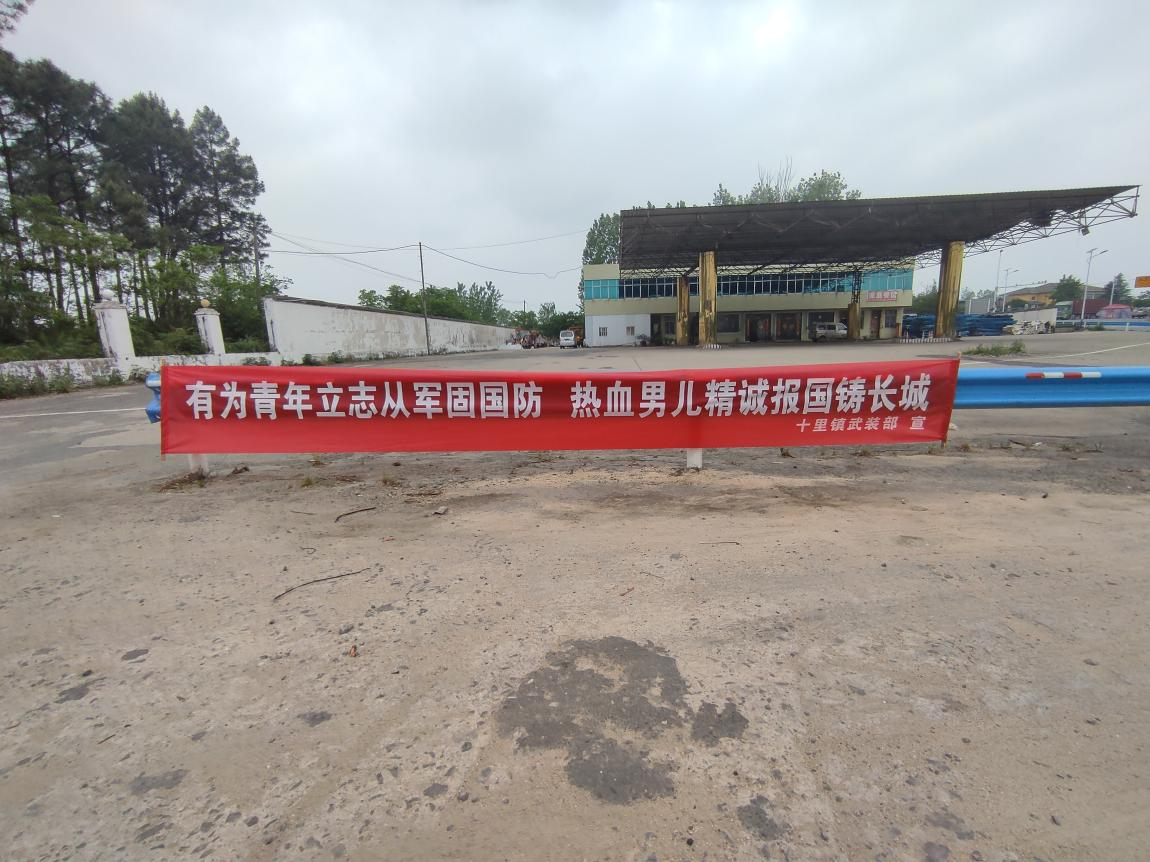 有为青年立志从军固国防 热血男儿精诚报国铸长城
十里镇武装部 宣